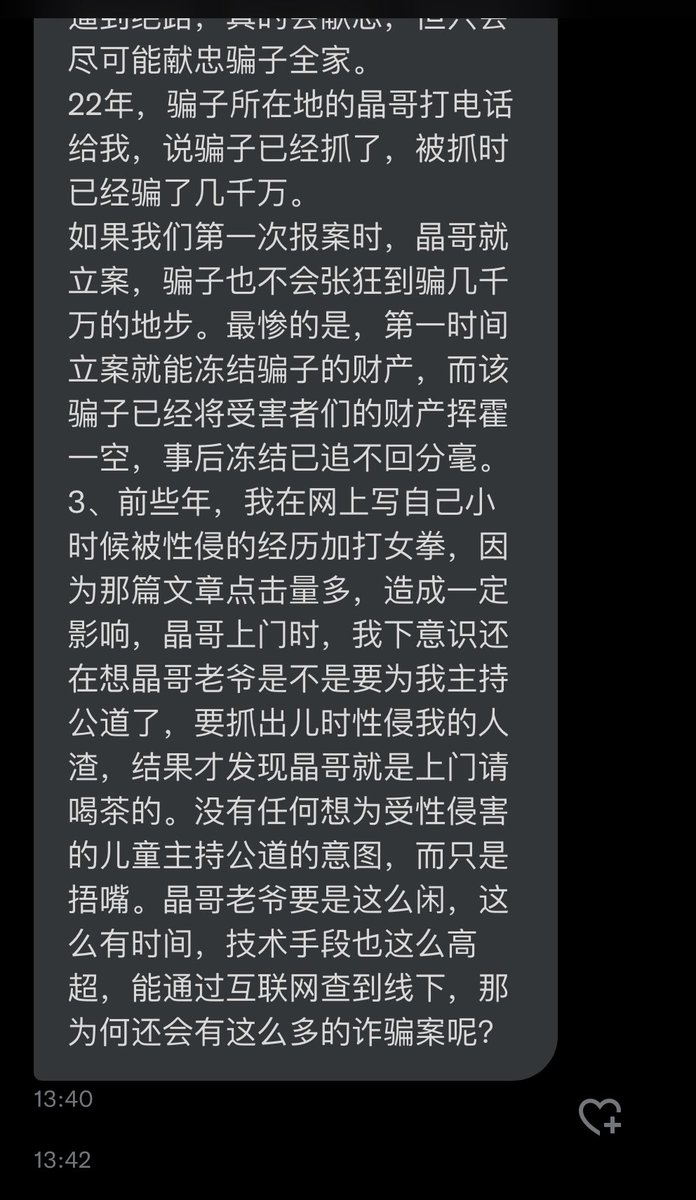 逼到绝路，真的会献忠，但只会
尽可能献忠骗子全家。
22年，骗子所在地的晶哥打电话
给我，说骗子已经抓了，被抓时
已经骗了几千万。
如果我们第一次报案时，晶哥就
立案，骗子也不会张狂到骗几千
万的地步。最惨的是，第一时间
立案就能冻结骗子的财产，而该
骗子已经将受害者们的财产挥霍
一空，事后冻结已追不回分毫。
3、前些年，我在网上写自己小
时候被性侵的经历加打女拳，因
为那篇文章点击量多，造成一定
影响，晶哥上门时，我下意识还
在想晶哥老爷是不是要为我主持
公道了，要抓出儿时性侵我的人
渣，结果才发现晶哥就是上门请
喝茶的。没有任何想为受性侵害
的儿童主持公道的意图，而只是
捂嘴。晶哥老爷要是这么闲，这
么有时间，技术手段也这么高
超，能通过互联网查到线下，那
为何还会有这么多的诈骗案呢？
13:40
13:42